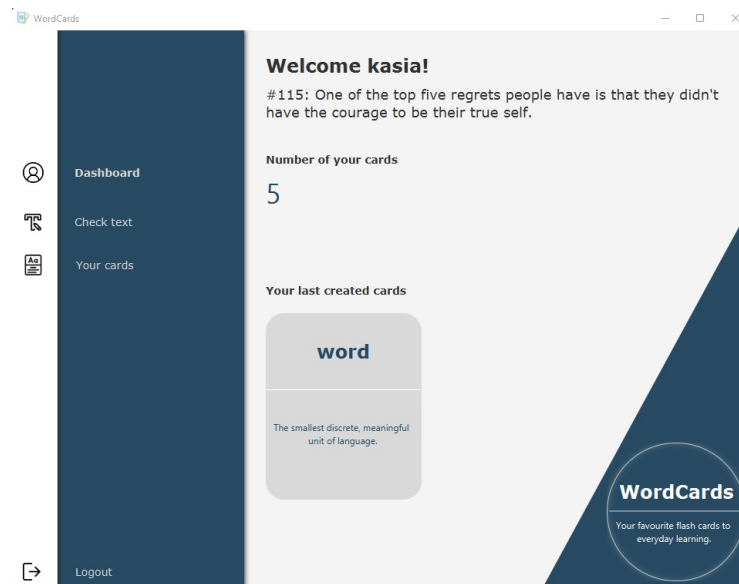 WordCards
Welcome kasia!
#115: One of the top five regrets people have is that they didn't
have the courage to be their true self.
Dashboard
Check text
Aa
Your cards
Number of your cards
5
Your last created cards
word
The smallest discrete, meaningful
unit of language.
WordCards
Your favourite flash cards to
everyday learning.
Logout